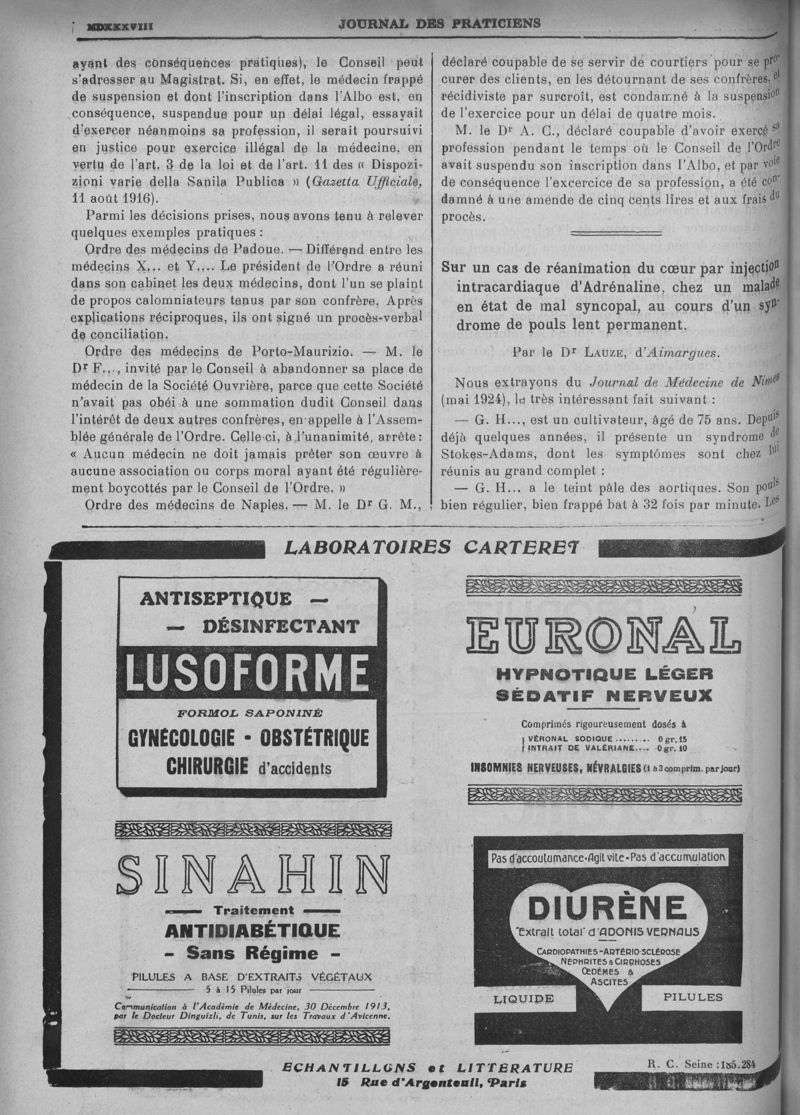 MDXXXVIII
JOURNAL DES PRATICIENS
ayant des conséquences pratiques), le Conseil peut
s'adresser au Magistrat. Si, en effet, le médecin frappé
de suspension et dont l'inscription dans l'Albo est, en
conséquence, suspendue pour un délai légal, essayait
d'exercer néanmoins sa profession, il serait poursuivi
en justice pour exercice illégal de la médecine, en
vertu de l'art. 3 de la loi et de l'art. 11 des « Dispozi-
zioni varie della Sanila Publica » (Gazetta Ufficiale,
11 août 1916).
Parmi les décisions prises, nous avons tenu à relever
quelques exemples pratiques :
Ordre des médecins de Padoue. — Différend entre les
médecins X... et Y.... Le président de l'Ordre a réuni
dans son cabinet les deux médecins, dont l'un se plaint
de propos calomniateurs tenus par son confrère, Après
explications réciproques, ils ont signé un procès-verbal
de conciliation.
Ordre des médecins de Porto-Maurizio. — M. le
Dr F..., invité par le Conseil à abandonner sa place de
médecin de la Société Ouvrière, parce que cette Société
n'avait pas obéi à une sommation dudit Conseil dans
l'intérêt de deux autres confrères, en appelle à l'Assem-
blée générale de l'Ordre. Celle ci, à l'unanimité, arrête :
« Aucun médecin ne doit jamais prêter son œuvre à
aucune association ou corps moral ayant été régulière-
ment boycottés par le Conseil de l'Ordre. »
Ordre des médecins de Naples. — M. le Dr G. M.,
déclaré coupable de se servir de courtiers pour se pro-
curer des clients, en les détournant de ses confrères, et
récidiviste par surcroît, est condamné à la suspension
de l'exercice pour un délai de quatre mois.
M. le Dr A. C., déclaré coupable d'avoir exercé sa
profession pendant le temps où le Conseil de l'Ordre
avait suspendu son inscription dans l'Albo, et par voie
de conséquence l'excercice de sa profession, a été con-
damné à une amende de cinq cents lires et aux frais du
procès.
Sur un cas de réanimation du cœur par injection
intracardiaque d'Adrénaline, chez un malade
en état de mal syncopal, au cours d'un syn-
drome de pouls lent permanent.
Par le Dr LAUZE, d'Aimargues.
Nous extrayons du Journal de Médecine de Nimes
(mai 1924), le très intéressant fait suivant :
— G. H..., est un cultivateur, âgé de 75 ans. Depuis
déjà quelques années, il présente un syndrome de
Stokes-Adams, dont les symptômes sont chez lui
réunis au grand complet :
— G. H... a le teint pâle des aortiques. Son pouls
bien régulier, bien frappé bat à 32 fois par minute. Les
LABORATOIRES CARTERET
ANTISEPTIQUE —
— DÉSINFECTANT
LUSOFORME
FORMOL SAPONINÉ
GYNÉCOLOGIE - OBSTÉTRIQUE
CHIRURGIE d'accidents
EURONAL
HYPNOTIQUE LÉGER
SÉDATIF NERVEUX
Comprimés rigoureusement dosés à
VÉRONAL SODIQUE......... 0 gr. 15
INTRAIT DE VALÉRIANE.... 0 gr. 10
INSOMNIES NERVEUSES, NÉVRALGIES (1 à 3 comprim. par jour)
SINAHIN
Traitement
ANTIDIABÉTIQUE
- Sans Régime -
PILULES A BASE D'EXTRAITS VÉGÉTAUX
5 à 15 Pilules par jour
Communication à l'Académie de Médecine, 30 Décembre 1913,
par le Docteur Dinguizli, de Tunis, sur les Travaux d'Avicenne.
Pas d'accoutumance - Agit vite - Pas d'accumulation
DIURÈNE
"Extrait total" d'ADONIS VERNALIS
CARDIOPATHIES - ARTÉRIO-SCLÉROSE
NÉPHRITES & CIRRHOSES
ŒDÈMES &
ASCITES
LIQUIDE
PILULES
ÉCHANTILLONS et LITTÉRATURE
15 Rue d'Argenteuil, Paris
R. C. Seine : 185.284